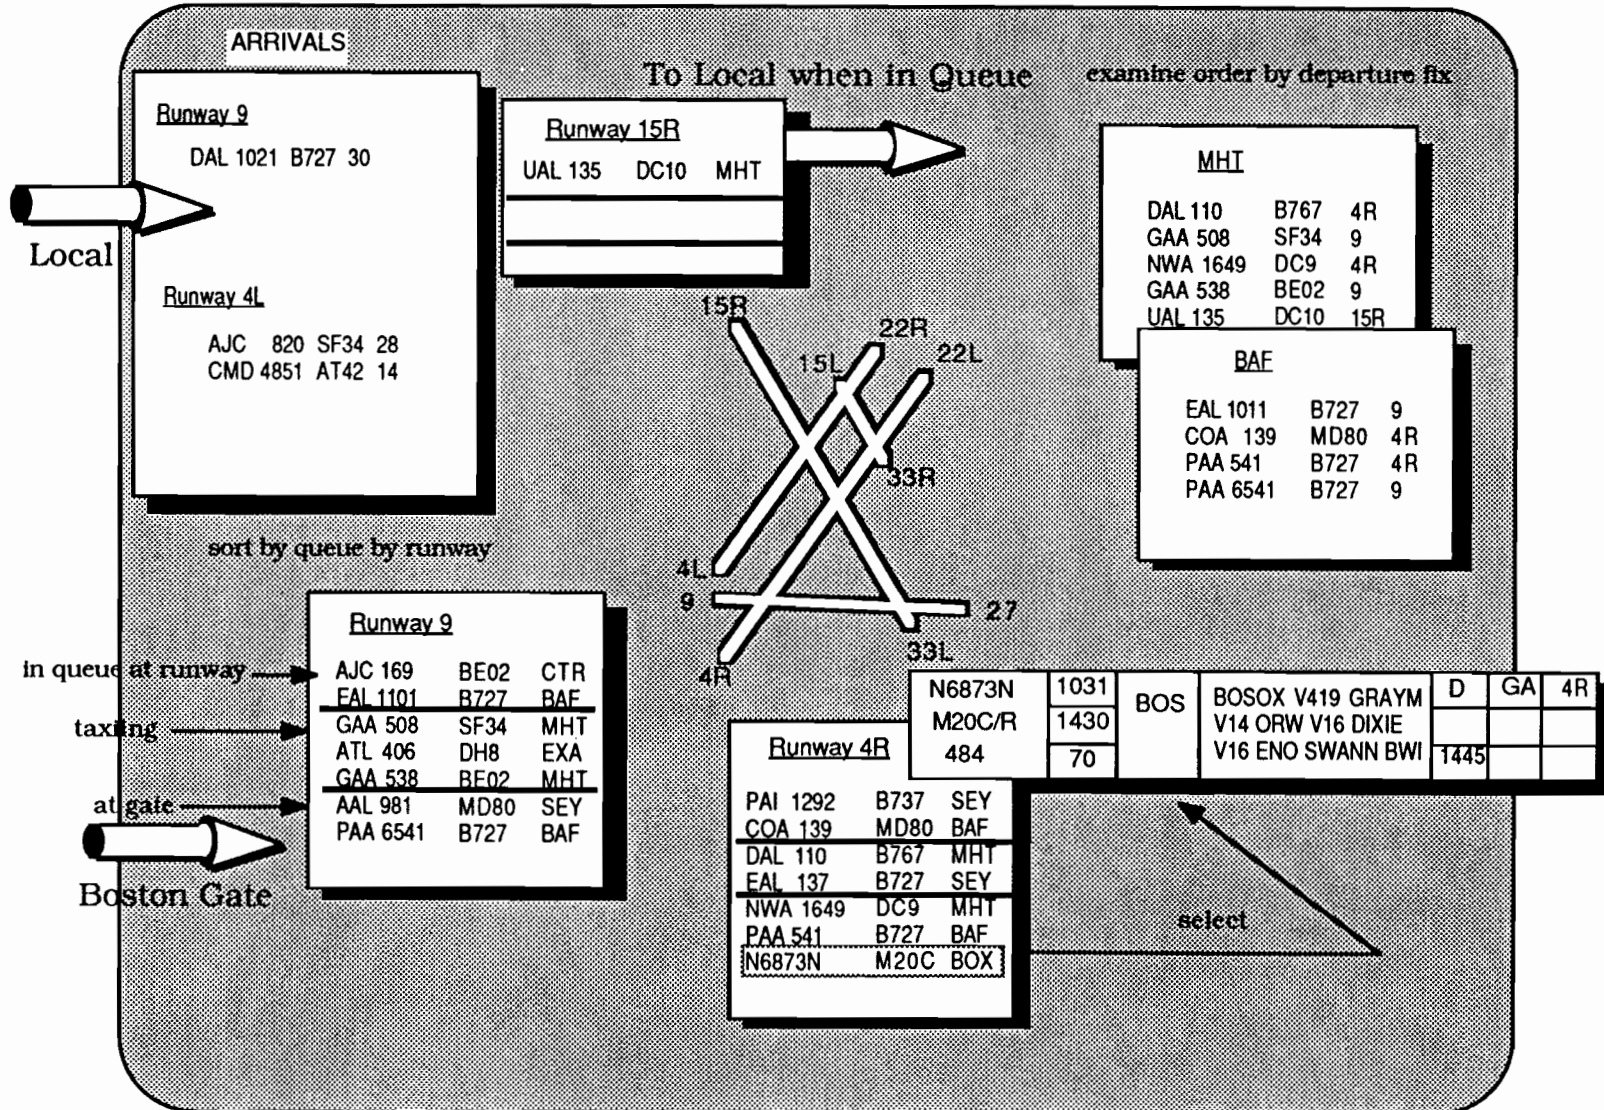 ARRIVALS
Runway 9
DAL 1021 B727 30
Local
Runway 4L
AJC 820 SF34 28
CMD 4851 AT42 14
To Local when in Queue
Runway 15R
UAL 135 DC10 MHT
examine order by departure fix
MHT
DAL 110 B767 4R
GAA 508 SF34 9
NWA 1649 DC9 4R
GAA 538 BE02 9
UAL 135 DC10 15R
BAF
EAL 1011 B727 9
COA 139 MD80 4R
PAA 541 B727 4R
PAA 6541 B727 9
15R
22R
15L
22L
33R
4L
9
27
33L
4R
sort by queue by runway
Runway 9
in queue at runway
AJC 169 BE02 CTR
EAL 1101 B727 BAF
taxiing
GAA 508 SF34 MHT
ATL 406 DH8 EXA
GAA 538 BE02 MHT
at gate
AAL 981 MD80 SEY
PAA 6541 B727 BAF
Boston Gate
Runway 4R
PAI 1292 B737 SEY
COA 139 MD80 BAF
DAL 110 B767 MHT
EAL 137 B727 SEY
NWA 1649 DC9 MHT
PAA 541 B727 BAF
N6873N M20C BOX
N6873N 1031 BOS BOSOX V419 GRAYM D GA 4R
M20C/R 1430 V14 ORW V16 DIXIE
484 70 V16 ENO SWANN BWI 1445
select